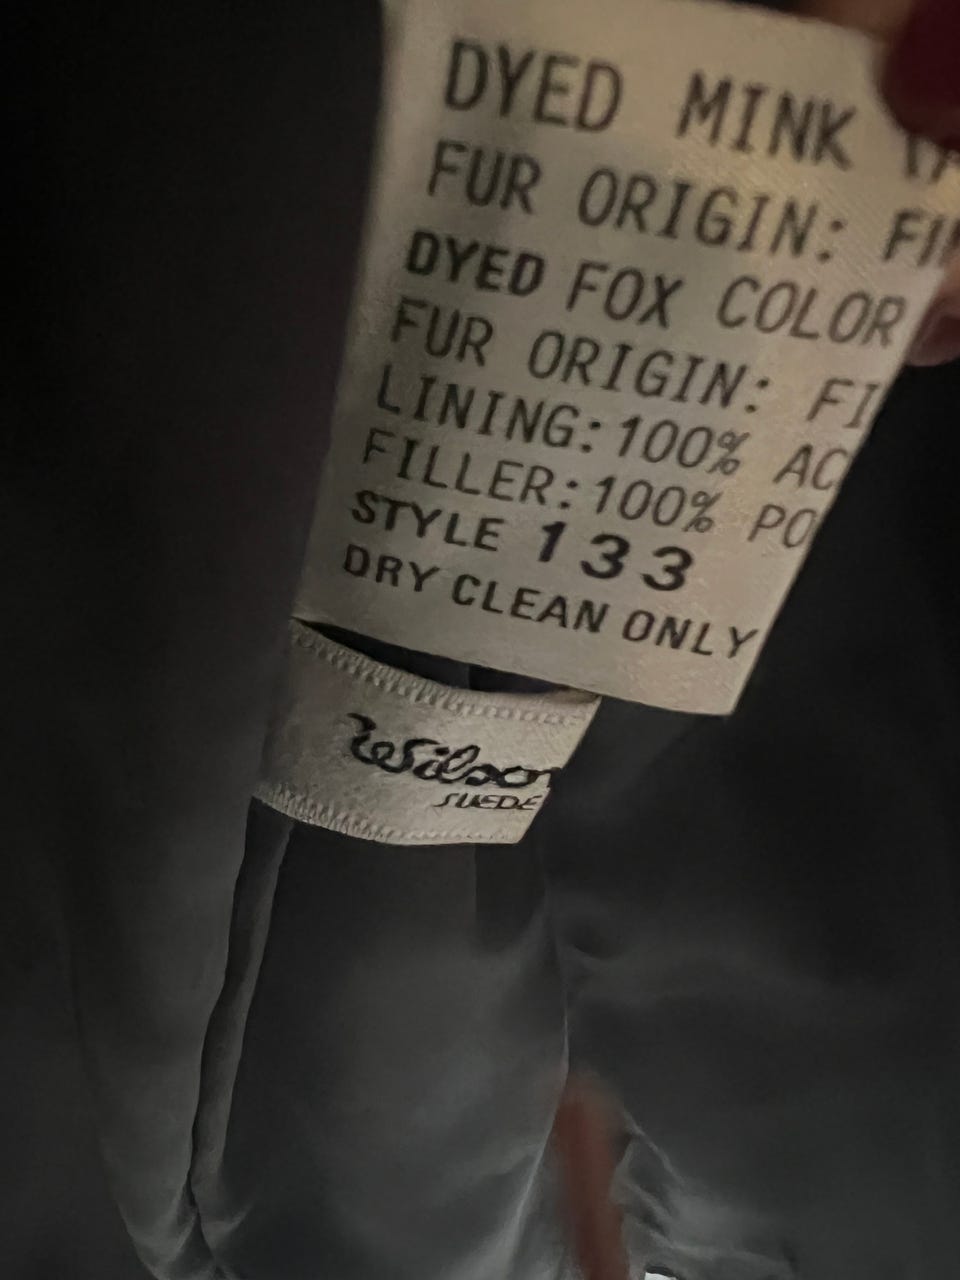 DYED MINK
FUR ORIGIN:
DYED FOX COLOR
FUR ORIGIN:
LINING:100%
FILLER:100%
STYLE 133
DRY CLEAN ONLY
Wilson
SUEDE